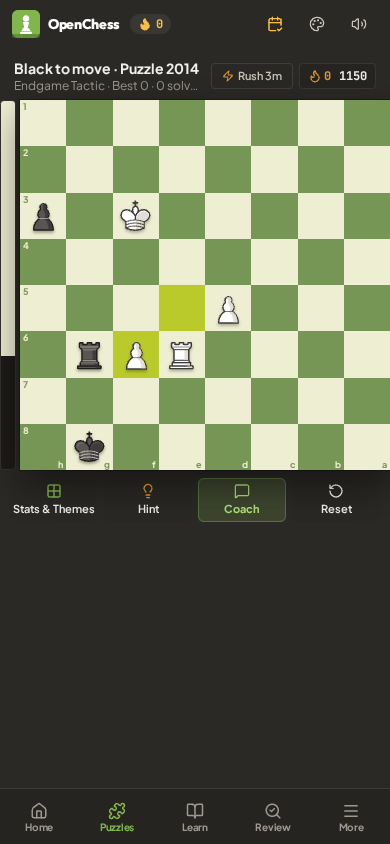 OpenChess
0
Black to move · Puzzle 2014
Endgame Tactic · Best 0 · 0 solv…
Rush 3m
0 1150
1
2
3
4
5
6
7
8
h g f e d c b a
Stats & Themes
Hint
Coach
Reset
Home
Puzzles
Learn
Review
More